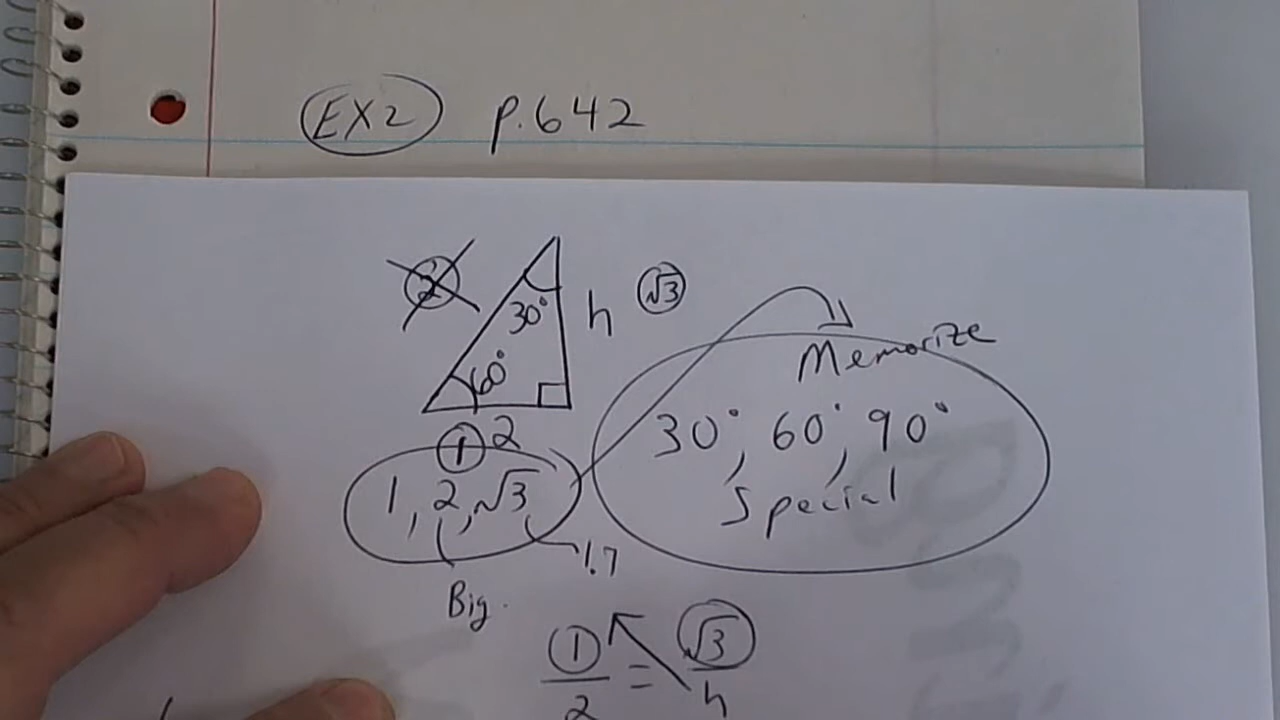 EX2 p.642
2
30° h √3
60°
1 2
Memorize
30°, 60°, 90°
Special
1, 2, √3
1.7
Big.
1/2 = √3/h